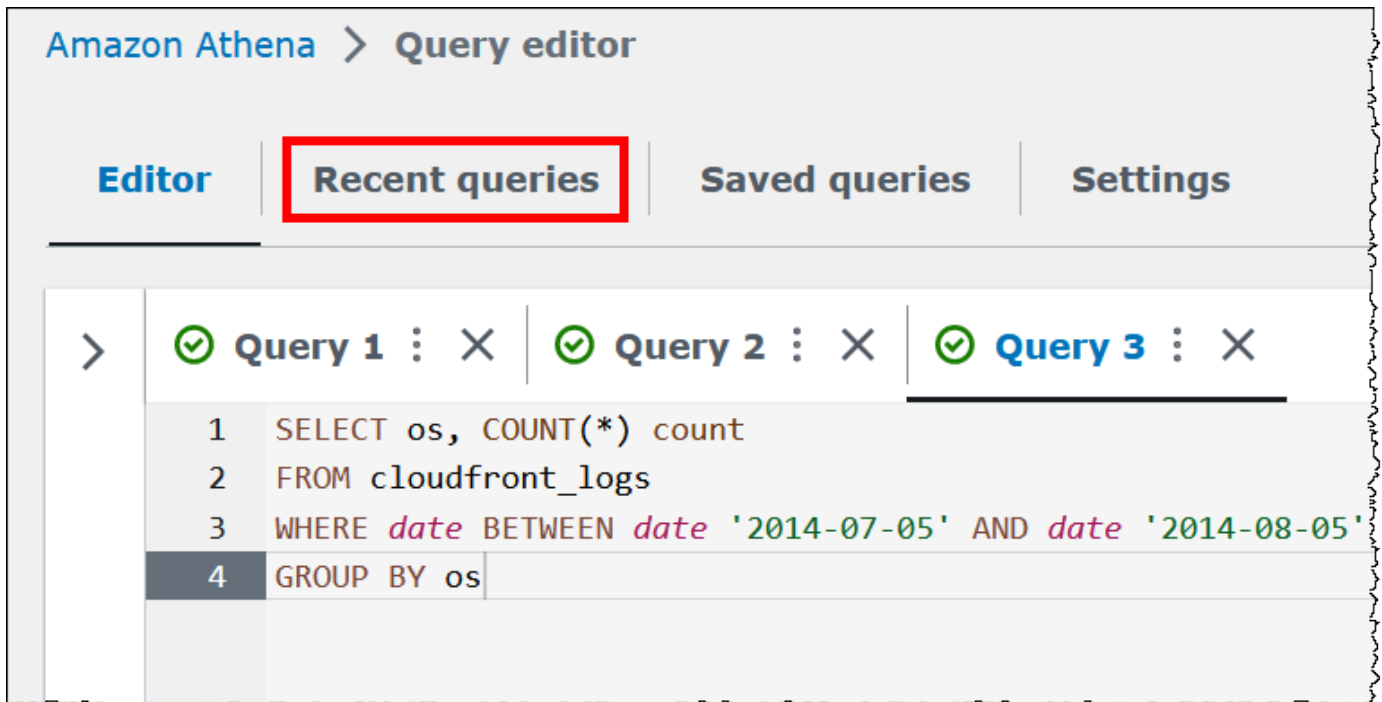 Amazon Athena > Query editor
Editor Recent queries Saved queries Settings
Query 1 Query 2 Query 3
1 SELECT os, COUNT(*) count
2 FROM cloudfront_logs
3 WHERE date BETWEEN date '2014-07-05' AND date '2014-08-05'
4 GROUP BY os